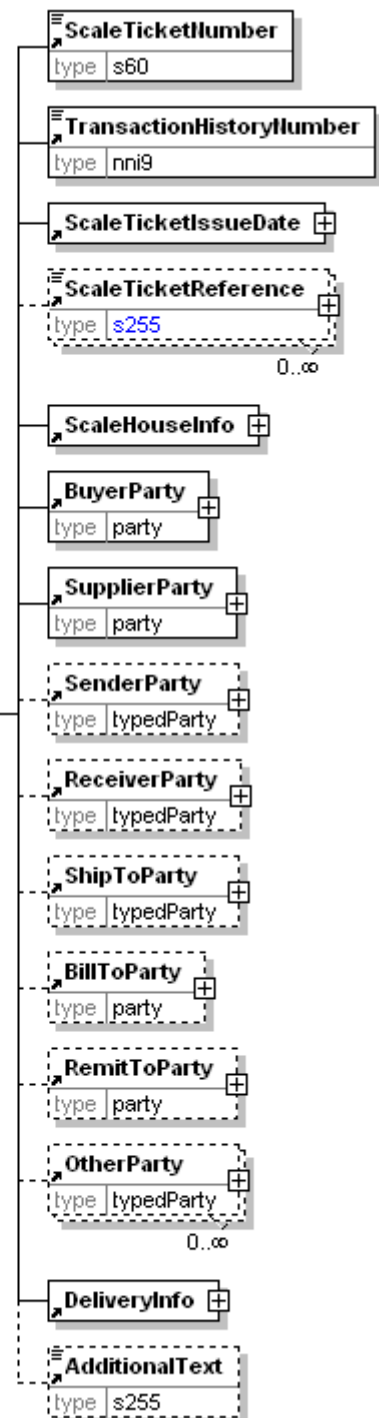 ScaleTicketNumber
type s60
TransactionHistoryNumber
type nni9
ScaleTicketIssueDate
ScaleTicketReference
type s255
0..∞
ScaleHouseInfo
BuyerParty
type party
SupplierParty
type party
SenderParty
type typedParty
ReceiverParty
type typedParty
ShipToParty
type typedParty
BillToParty
type party
RemitToParty
type party
OtherParty
type typedParty
0..∞
DeliveryInfo
AdditionalText
type s255